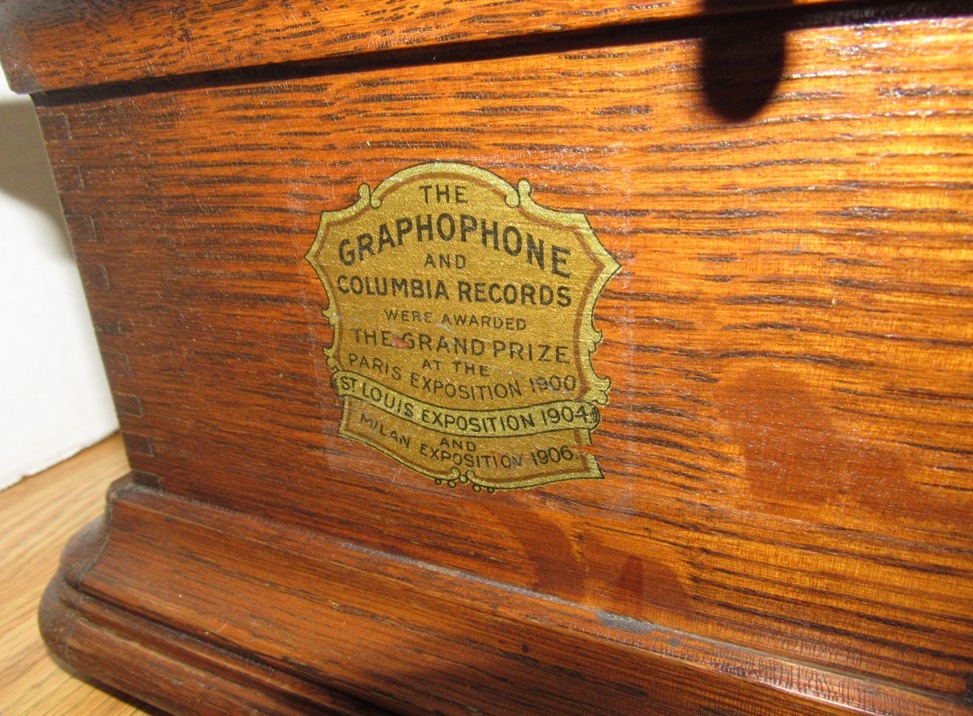 THE
GRAPHOPHONE
AND
COLUMBIA RECORDS
WERE AWARDED
THE GRAND PRIZE
AT THE
PARIS EXPOSITION 1900
ST LOUIS EXPOSITION 1904
AND
MILAN EXPOSITION 1906